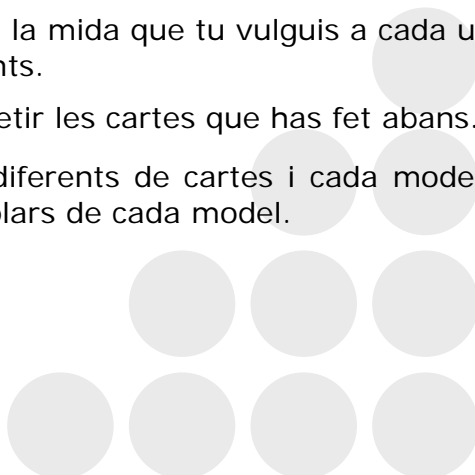 la mida que tu vulguis a cada u
nts.
etir les cartes que has fet abans.
diferents de cartes i cada mode
lars de cada model.